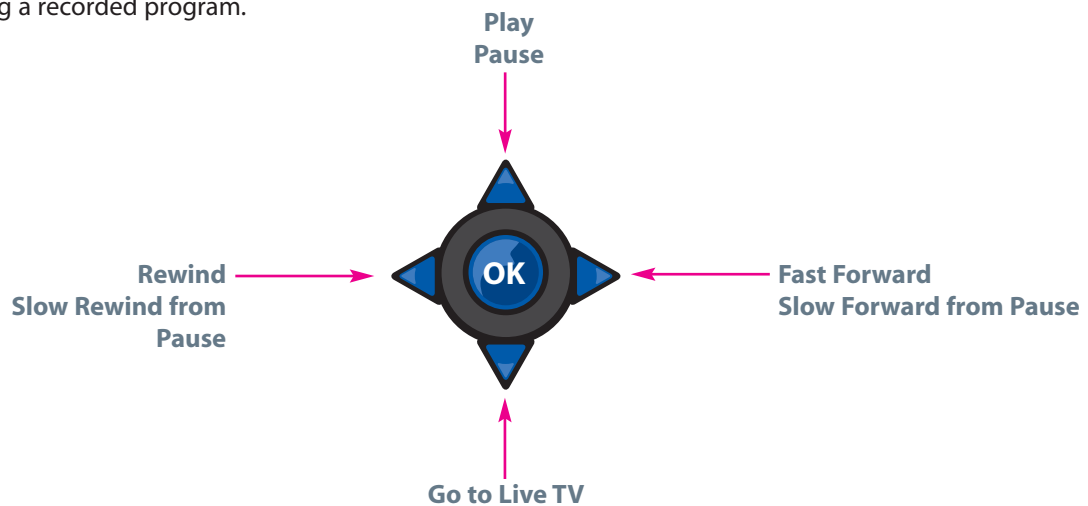 g a recorded program.
Play
Pause
Rewind
Slow Rewind from
Pause
OK
Fast Forward
Slow Forward from Pause
Go to Live TV